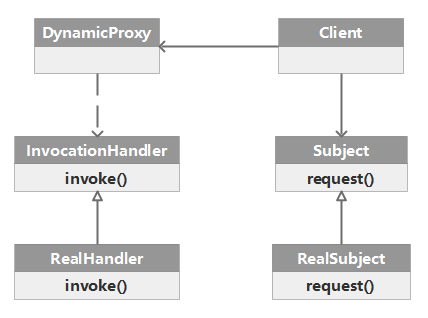 DynamicProxy
Client
InvocationHandler
invoke()
Subject
request()
RealHandler
invoke()
RealSubject
request()